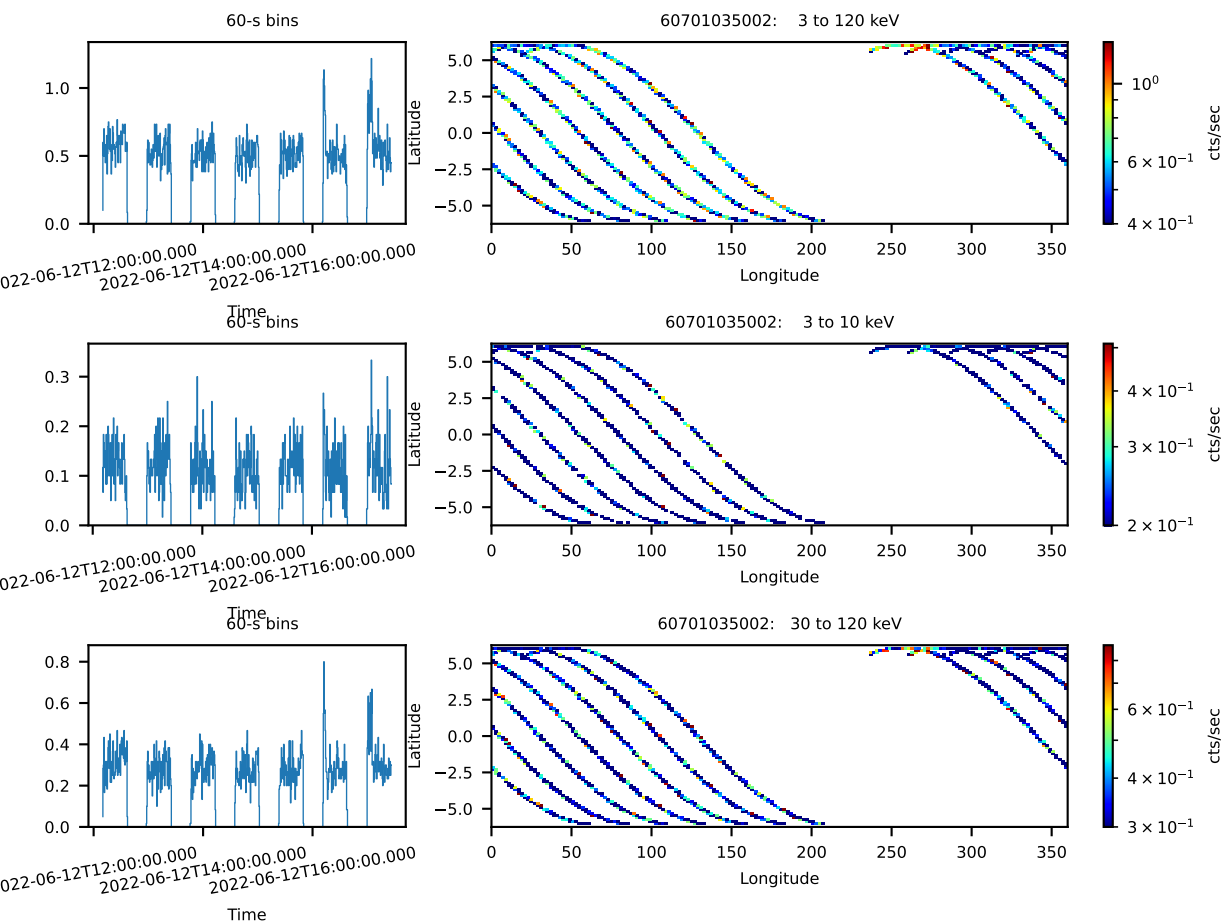 60-s bins
60701035002:    3 to 120 keV
1.0
0.5
0.0
022-06-12T12:00:00.000
2022-06-12T14:00:00.000
2022-06-12T16:00:00.000
Time
Latitude
5.0
2.5
0.0
−2.5
−5.0
0 50 100 150 200 250 300 350
Longitude
10⁰
6 × 10⁻¹
4 × 10⁻¹
cts/sec
60-s bins
60701035002:    3 to 10 keV
0.3
0.2
0.1
0.0
022-06-12T12:00:00.000
2022-06-12T14:00:00.000
2022-06-12T16:00:00.000
Time
Latitude
5.0
2.5
0.0
−2.5
−5.0
0 50 100 150 200 250 300 350
Longitude
4 × 10⁻¹
3 × 10⁻¹
2 × 10⁻¹
cts/sec
60-s bins
60701035002:   30 to 120 keV
0.8
0.6
0.4
0.2
0.0
022-06-12T12:00:00.000
2022-06-12T14:00:00.000
2022-06-12T16:00:00.000
Time
Latitude
5.0
2.5
0.0
−2.5
−5.0
0 50 100 150 200 250 300 350
Longitude
6 × 10⁻¹
4 × 10⁻¹
3 × 10⁻¹
cts/sec